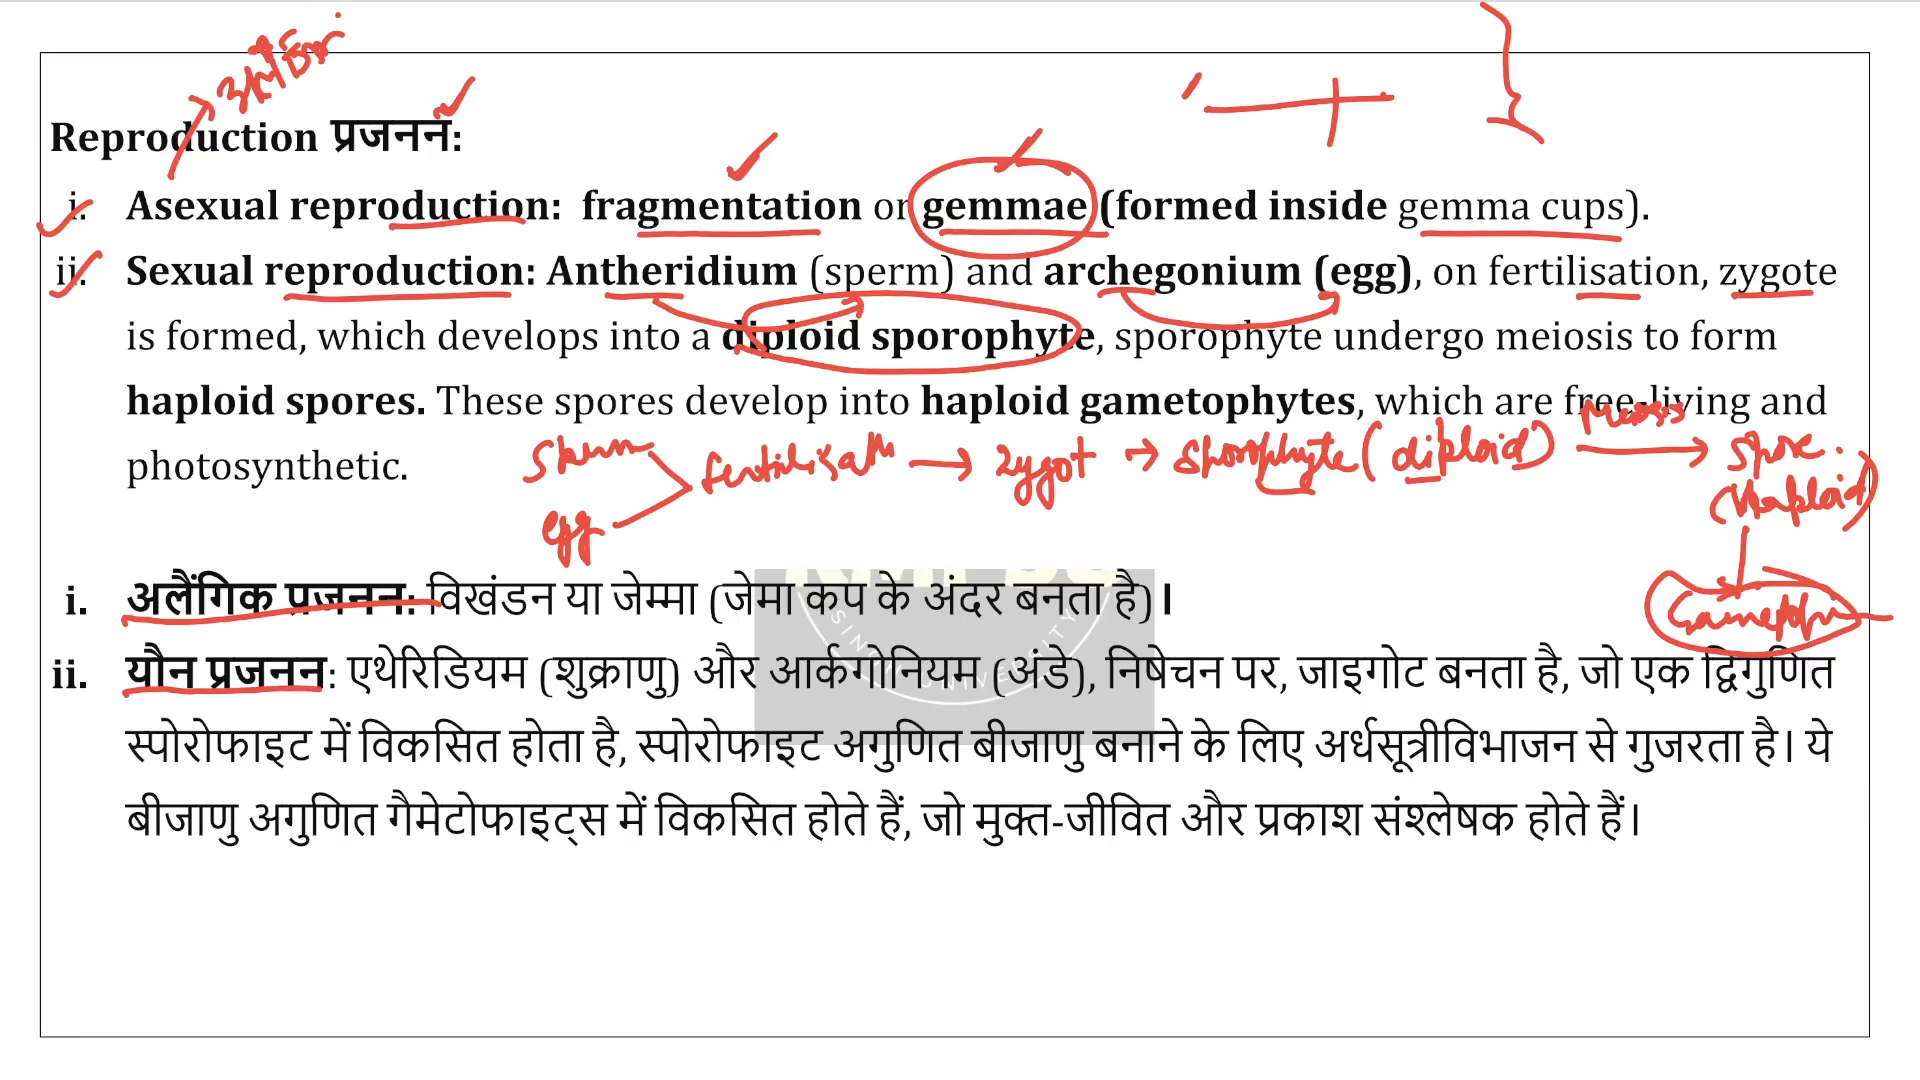 Reproduction प्रजनन:
i. Asexual reproduction: fragmentation or gemmae (formed inside gemma cups).
ii. Sexual reproduction: Antheridium (sperm) and archegonium (egg), on fertilisation, zygote
is formed, which develops into a diploid sporophyte, sporophyte undergo meiosis to form
haploid spores. These spores develop into haploid gametophytes, which are free-living and
photosynthetic.
Sperm
egg
fertilisath → zygot → sporophyte (diploid) Meiosis → spore.
(Haploid)
i. अलैंगिक प्रजनन: विखंडन या जेम्मा (जेमा कप के अंदर बनता है)।
ii. यौन प्रजनन: एथेरिडियम (शुक्राणु) और आर्कगोनियम (अंडे), निषेचन पर, जाइगोट बनता है, जो एक द्विगुणित
स्पोरोफाइट में विकसित होता है, स्पोरोफाइट अगुणित बीजाणु बनाने के लिए अर्धसूत्रीविभाजन से गुजरता है। ये
बीजाणु अगुणित गैमेटोफाइट्स में विकसित होते हैं, जो मुक्त-जीवित और प्रकाश संश्लेषक होते हैं।